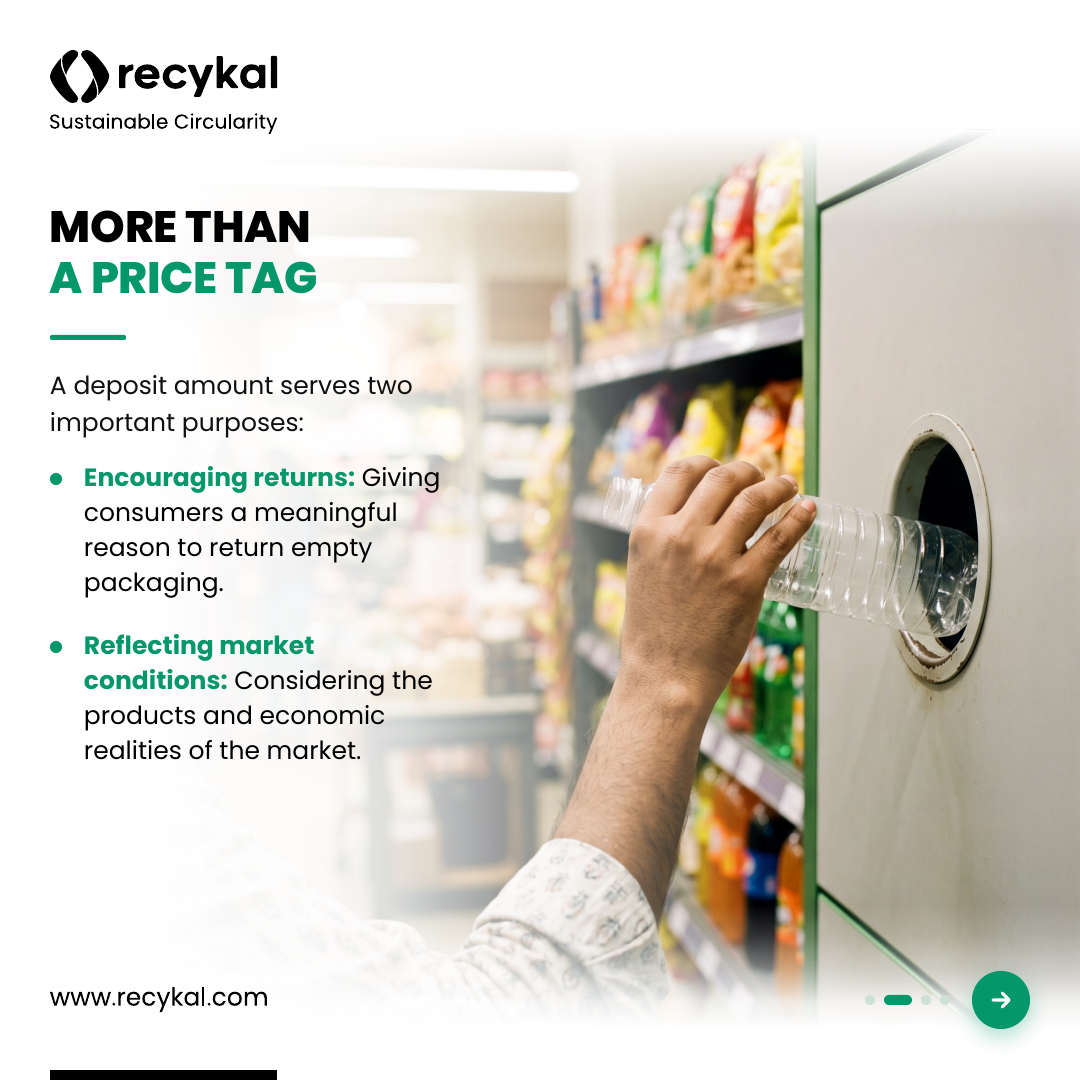 recykal
Sustainable Circularity
MORE THAN
A PRICE TAG
A deposit amount serves two
important purposes:
Encouraging returns: Giving
consumers a meaningful
reason to return empty
packaging.
Reflecting market
conditions: Considering the
products and economic
realities of the market.
www.recykal.com